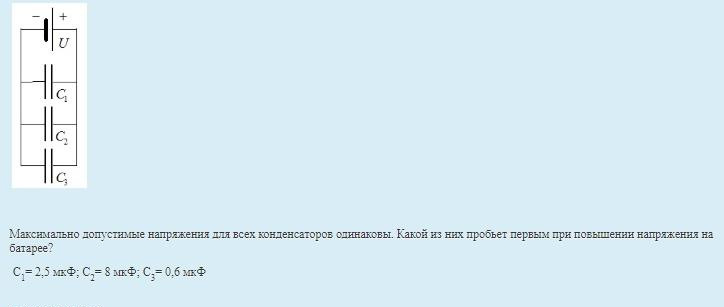 − +
U
C₁
C₂
C₃
Максимально допустимые напряжения для всех конденсаторов одинаковы. Какой из них пробьет первым при повышении напряжения на
батарее?
C₁= 2,5 мкФ; C₂= 8 мкФ; C₃= 0,6 мкФ